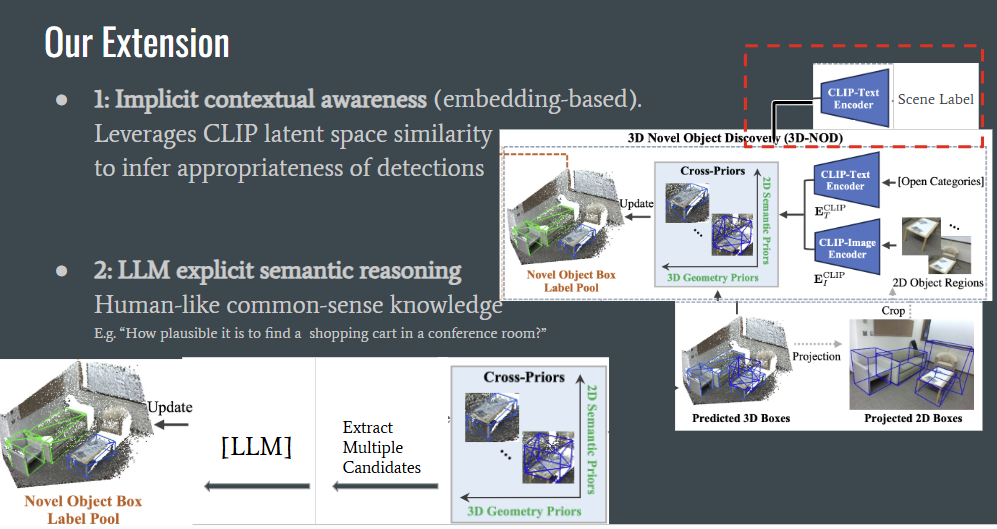 Our Extension
● 1: Implicit contextual awareness (embedding-based).
Leverages CLIP latent space similarity
to infer appropriateness of detections
● 2: LLM explicit semantic reasoning
Human-like common-sense knowledge
E.g. “How plausible it is to find a shopping cart in a conference room?”
CLIP-Text
Encoder
Scene Label
3D Novel Object Discovery (3D-NOD)
Cross-Priors
2D Semantic Priors
3D Geometry Priors
Update
Novel Object Box
Label Pool
CLIP-Text
Encoder
[Open Categories]
E_T^CLIP
CLIP-Image
Encoder
E_I^CLIP
2D Object Regions
...
...
Crop
Projection
Predicted 3D Boxes
Projected 2D Boxes
Update
Novel Object Box
Label Pool
[LLM]
Extract
Multiple
Candidates
Cross-Priors
2D Semantic Priors
...
3D Geometry Priors